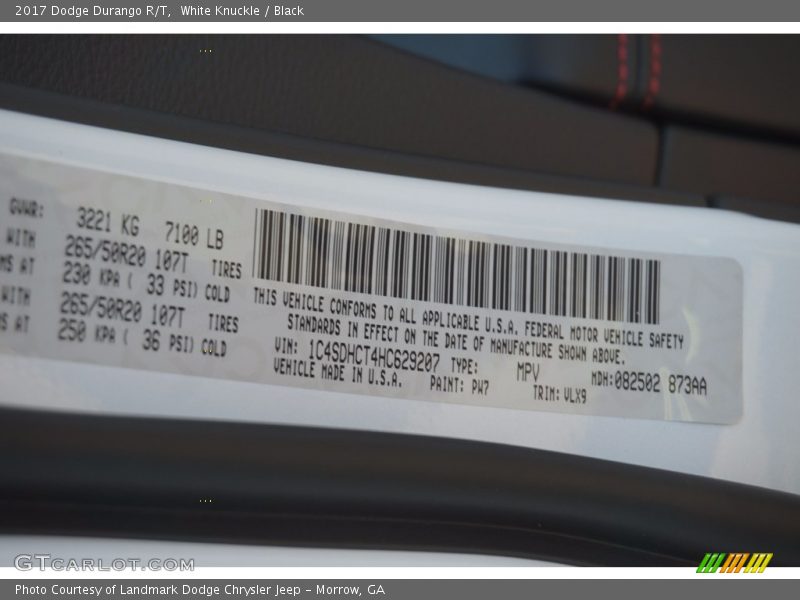 2017 Dodge Durango R/T, White Knuckle / Black
GVWR: 3221 KG 7100 LB
WITH 265/50R20 107T TIRES
AT 230 KPA ( 33 PSI) COLD
WITH 265/50R20 107T TIRES
AT 250 KPA ( 36 PSI) COLD
THIS VEHICLE CONFORMS TO ALL APPLICABLE U.S.A. FEDERAL MOTOR VEHICLE SAFETY
STANDARDS IN EFFECT ON THE DATE OF MANUFACTURE SHOWN ABOVE.
VIN: 1C4SDHCT4HC629207 TYPE: MPV MDH:082502 873AA
VEHICLE MADE IN U.S.A. PAINT: PW7 TRIM: VLX9
GTCARLOT.COM
Photo Courtesy of Landmark Dodge Chrysler Jeep – Morrow, GA